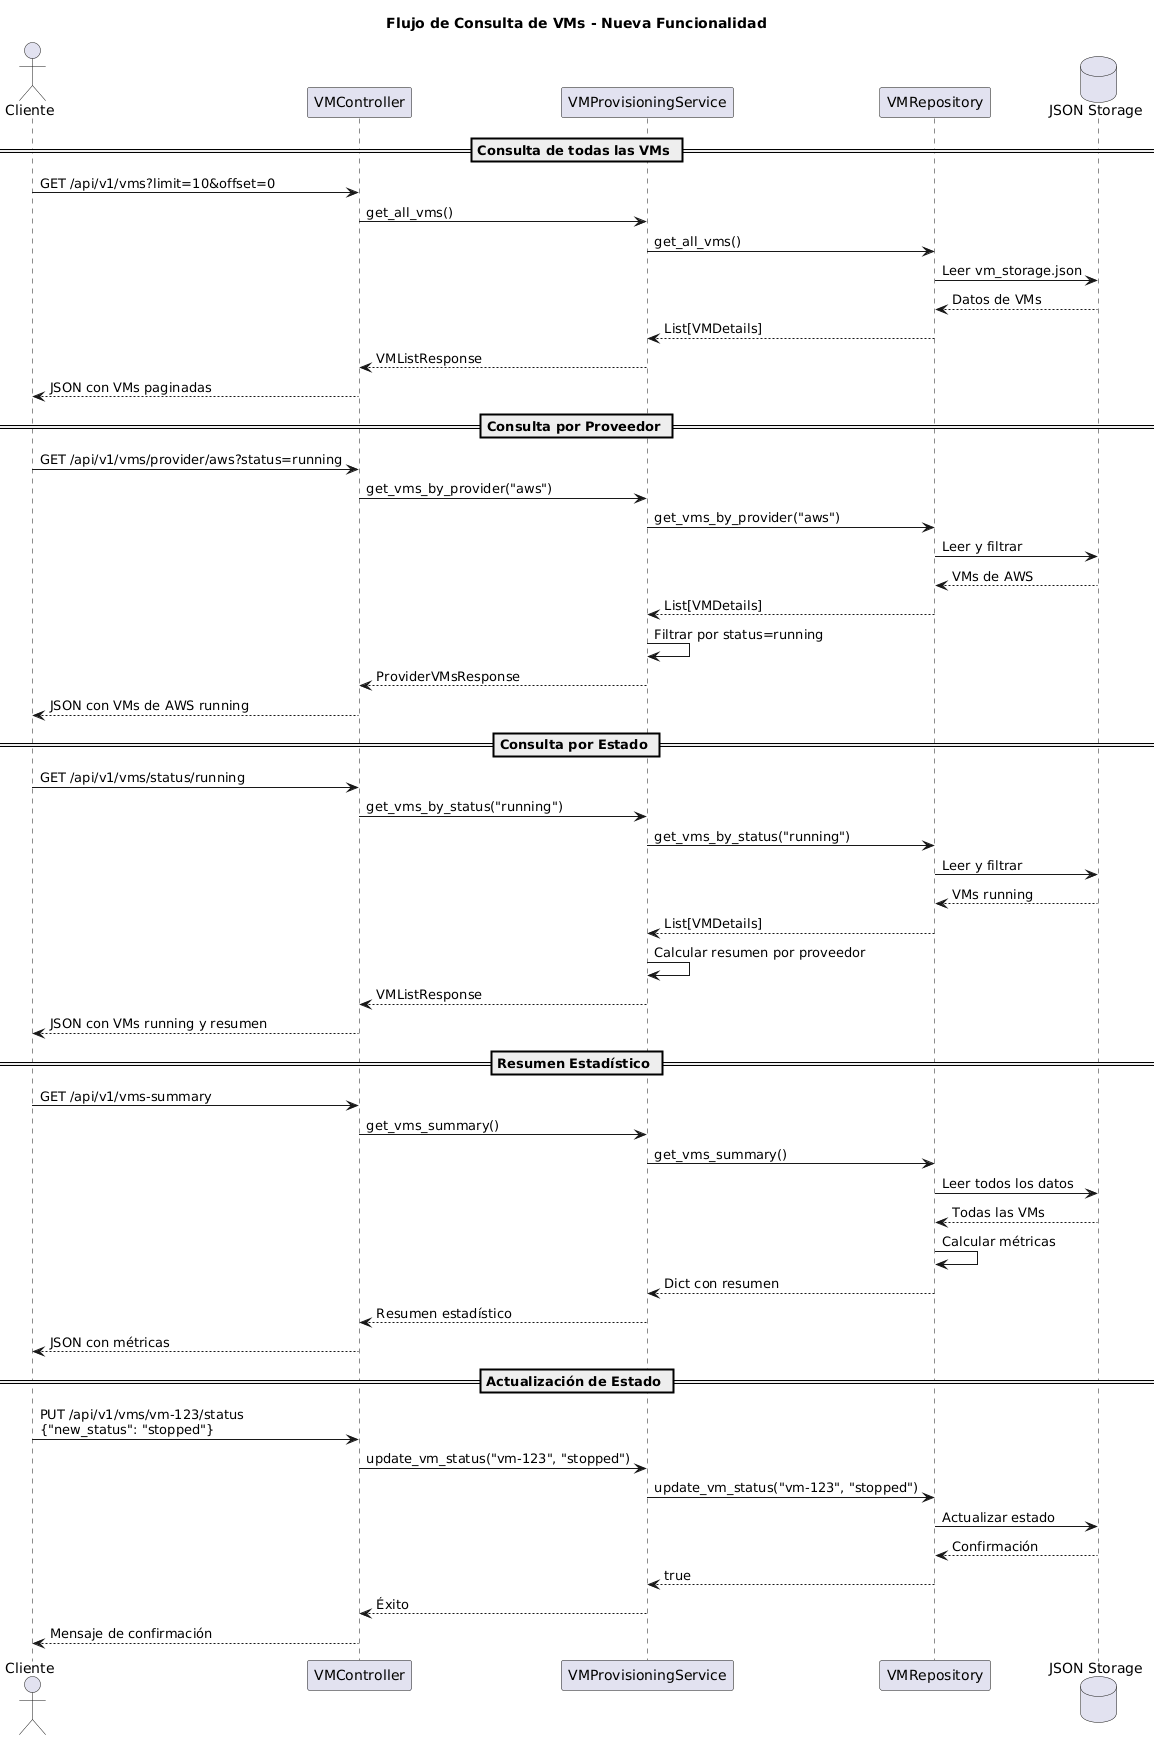 Flujo de Consulta de VMs - Nueva Funcionalidad
Cliente
VMController
VMProvisioningService
VMRepository
JSON Storage
Consulta de todas las VMs
GET /api/v1/vms?limit=10&offset=0
get_all_vms()
get_all_vms()
Leer vm_storage.json
Datos de VMs
List[VMDetails]
VMListResponse
JSON con VMs paginadas
Consulta por Proveedor
GET /api/v1/vms/provider/aws?status=running
get_vms_by_provider("aws")
get_vms_by_provider("aws")
Leer y filtrar
VMs de AWS
List[VMDetails]
Filtrar por status=running
ProviderVMsResponse
JSON con VMs de AWS running
Consulta por Estado
GET /api/v1/vms/status/running
get_vms_by_status("running")
get_vms_by_status("running")
Leer y filtrar
VMs running
List[VMDetails]
Calcular resumen por proveedor
VMListResponse
JSON con VMs running y resumen
Resumen Estadístico
GET /api/v1/vms-summary
get_vms_summary()
get_vms_summary()
Leer todos los datos
Todas las VMs
Calcular métricas
Dict con resumen
Resumen estadístico
JSON con métricas
Actualización de Estado
PUT /api/v1/vms/vm-123/status
{"new_status": "stopped"}
update_vm_status("vm-123", "stopped")
update_vm_status("vm-123", "stopped")
Actualizar estado
Confirmación
true
Éxito
Mensaje de confirmación
Cliente
VMController
VMProvisioningService
VMRepository
JSON Storage